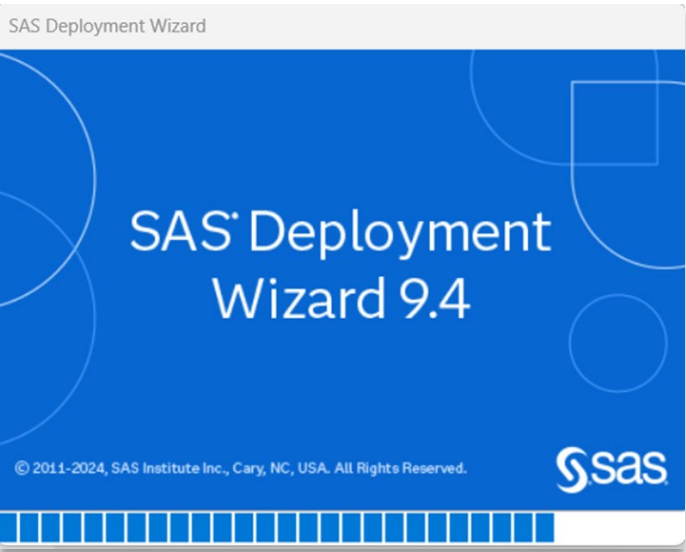 SAS Deployment Wizard
SAS® Deployment
Wizard 9.4
© 2011-2024, SAS Institute Inc., Cary, NC, USA. All Rights Reserved.
sas